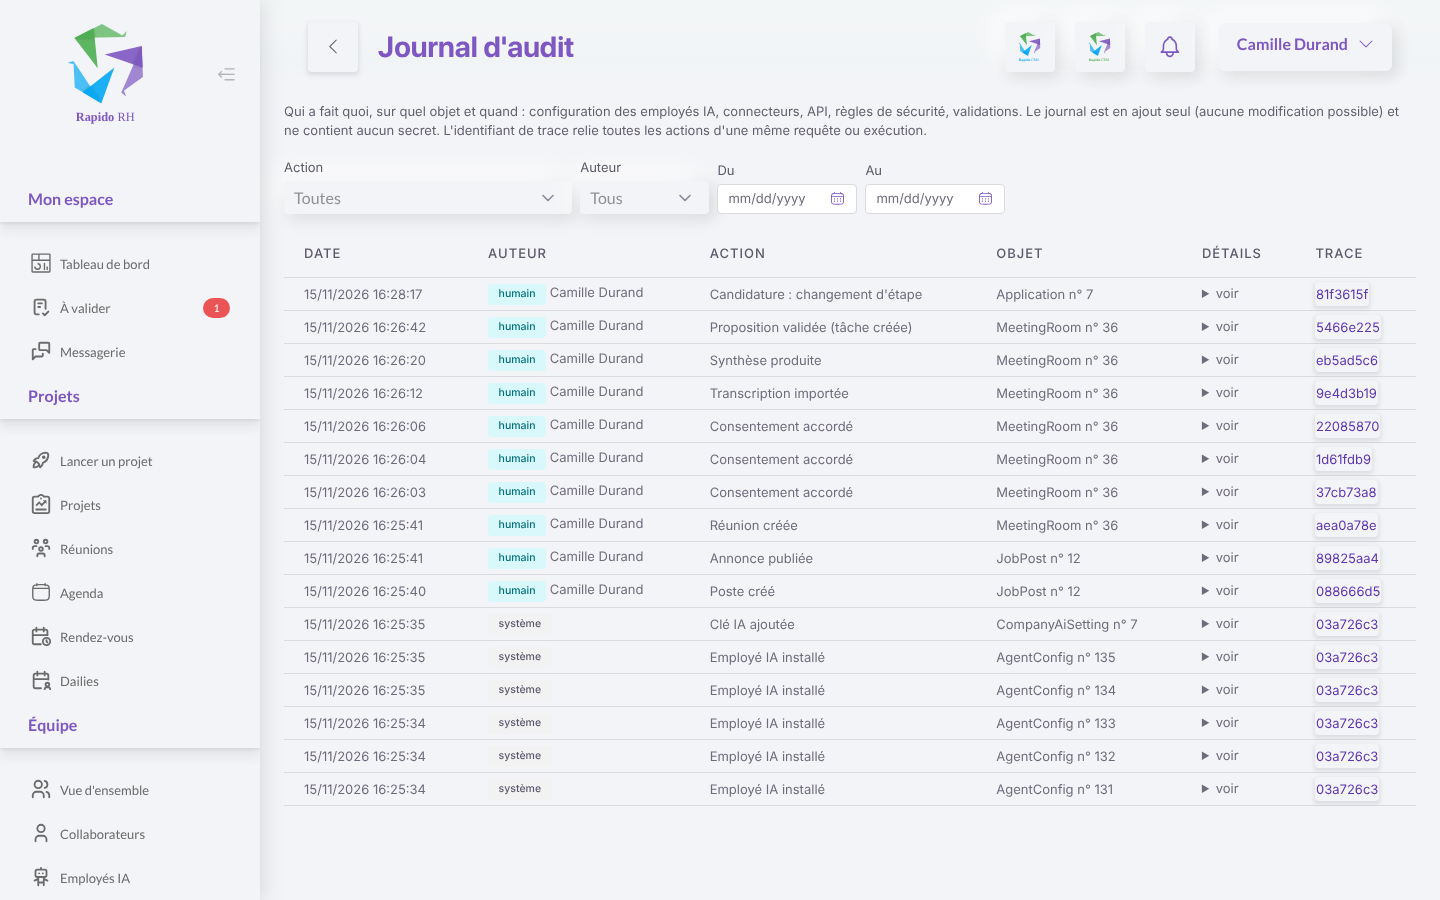 Rapido RH
Mon espace
Tableau de bord
À valider
1
Messagerie
Projets
Lancer un projet
Projets
Réunions
Agenda
Rendez-vous
Dailies
Équipe
Vue d'ensemble
Collaborateurs
Employés IA
Journal d'audit
Camille Durand
Qui a fait quoi, sur quel objet et quand : configuration des employés IA, connecteurs, API, règles de sécurité, validations. Le journal est en ajout seul (aucune modification possible) et
ne contient aucun secret. L'identifiant de trace relie toutes les actions d'une même requête ou exécution.
Action Auteur Du Au
Toutes Tous mm/dd/yyyy mm/dd/yyyy
DATE AUTEUR ACTION OBJET DÉTAILS TRACE
15/11/2026 16:28:17 humain Camille Durand Candidature : changement d'étape Application n° 7 ▶ voir 81f3615f
15/11/2026 16:26:42 humain Camille Durand Proposition validée (tâche créée) MeetingRoom n° 36 ▶ voir 5466e225
15/11/2026 16:26:20 humain Camille Durand Synthèse produite MeetingRoom n° 36 ▶ voir eb5ad5c6
15/11/2026 16:26:12 humain Camille Durand Transcription importée MeetingRoom n° 36 ▶ voir 9e4d3b19
15/11/2026 16:26:06 humain Camille Durand Consentement accordé MeetingRoom n° 36 ▶ voir 22085870
15/11/2026 16:26:04 humain Camille Durand Consentement accordé MeetingRoom n° 36 ▶ voir 1d61fdb9
15/11/2026 16:26:03 humain Camille Durand Consentement accordé MeetingRoom n° 36 ▶ voir 37cb73a8
15/11/2026 16:25:41 humain Camille Durand Réunion créée MeetingRoom n° 36 ▶ voir aea0a78e
15/11/2026 16:25:41 humain Camille Durand Annonce publiée JobPost n° 12 ▶ voir 89825aa4
15/11/2026 16:25:40 humain Camille Durand Poste créé JobPost n° 12 ▶ voir 088666d5
15/11/2026 16:25:35 système Clé IA ajoutée CompanyAiSetting n° 7 ▶ voir 03a726c3
15/11/2026 16:25:35 système Employé IA installé AgentConfig n° 135 ▶ voir 03a726c3
15/11/2026 16:25:35 système Employé IA installé AgentConfig n° 134 ▶ voir 03a726c3
15/11/2026 16:25:34 système Employé IA installé AgentConfig n° 133 ▶ voir 03a726c3
15/11/2026 16:25:34 système Employé IA installé AgentConfig n° 132 ▶ voir 03a726c3
15/11/2026 16:25:34 système Employé IA installé AgentConfig n° 131 ▶ voir 03a726c3